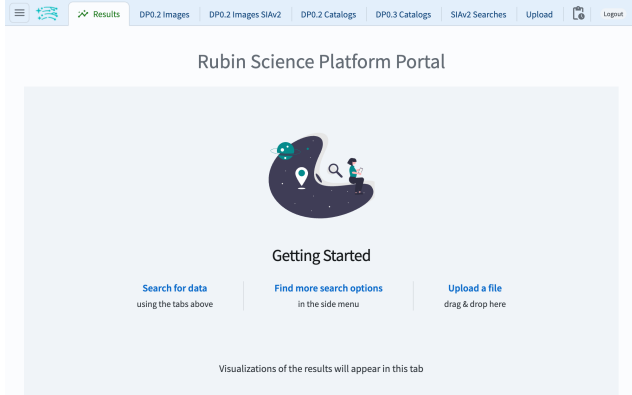 Results DP0.2 Images DP0.2 Images SIAv2 DP0.2 Catalogs DP0.3 Catalogs SIAv2 Searches Upload Logout
Rubin Science Platform Portal
Getting Started
Search for data Find more search options Upload a file
using the tabs above in the side menu drag & drop here
Visualizations of the results will appear in this tab